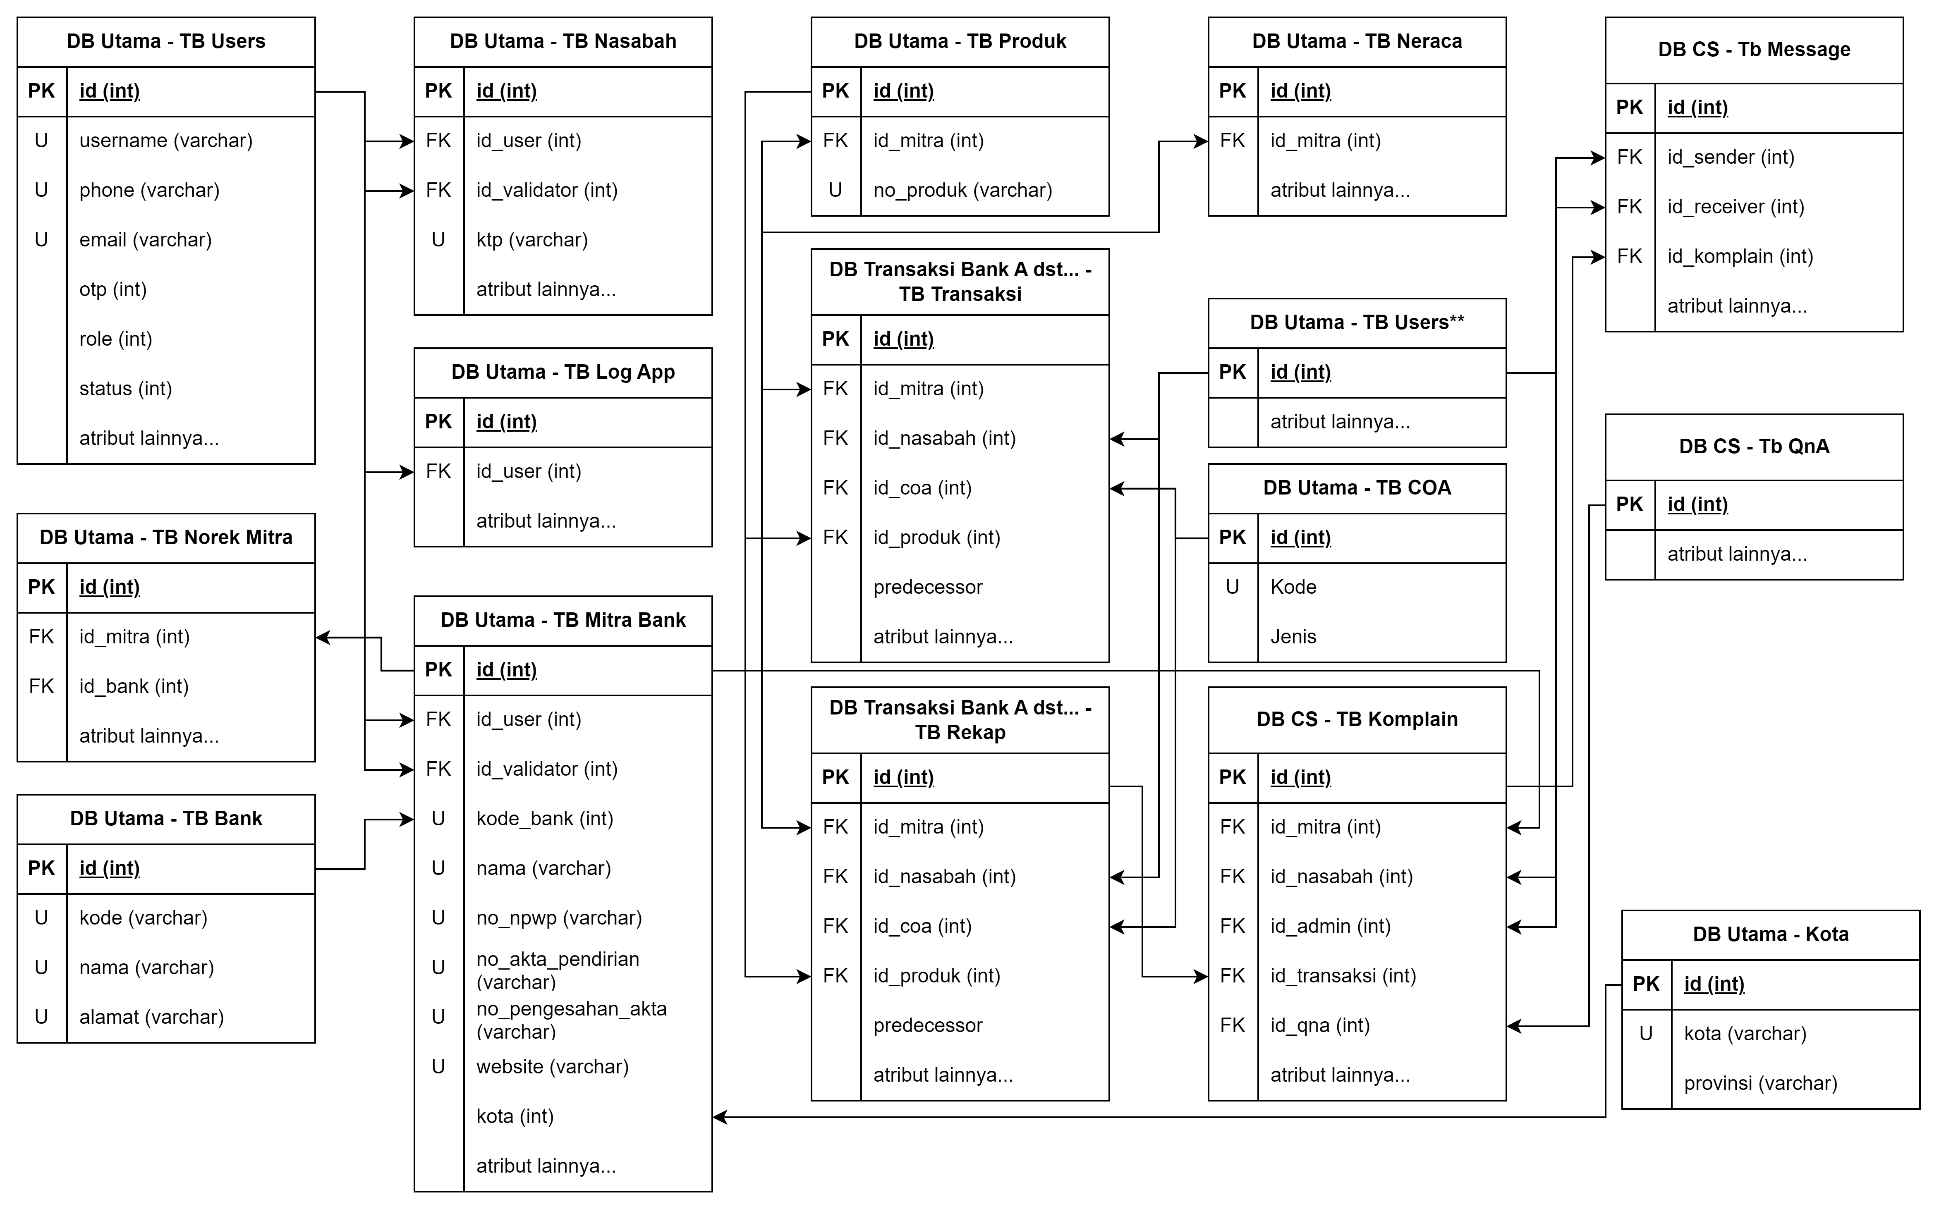 DB Utama - TB Users
PK id (int)
U username (varchar)
U phone (varchar)
U email (varchar)
otp (int)
role (int)
status (int)
atribut lainnya...
DB Utama - TB Norek Mitra
PK id (int)
FK id_mitra (int)
FK id_bank (int)
atribut lainnya...
DB Utama - TB Bank
PK id (int)
U kode (varchar)
U nama (varchar)
U alamat (varchar)
DB Utama - TB Nasabah
PK id (int)
FK id_user (int)
FK id_validator (int)
U ktp (varchar)
atribut lainnya...
DB Utama - TB Log App
PK id (int)
FK id_user (int)
atribut lainnya...
DB Utama - TB Mitra Bank
PK id (int)
FK id_user (int)
FK id_validator (int)
U kode_bank (int)
U nama (varchar)
U no_npwp (varchar)
U no_akta_pendirian
(varchar)
U no_pengesahan_akta
(varchar)
U website (varchar)
kota (int)
atribut lainnya...
DB Utama - TB Produk
PK id (int)
FK id_mitra (int)
U no_produk (varchar)
DB Transaksi Bank A dst... -
TB Transaksi
PK id (int)
FK id_mitra (int)
FK id_nasabah (int)
FK id_coa (int)
FK id_produk (int)
predecessor
atribut lainnya...
DB Transaksi Bank A dst... -
TB Rekap
PK id (int)
FK id_mitra (int)
FK id_nasabah (int)
FK id_coa (int)
FK id_produk (int)
predecessor
atribut lainnya...
DB Utama - TB Neraca
PK id (int)
FK id_mitra (int)
atribut lainnya...
DB Utama - TB Users**
PK id (int)
atribut lainnya...
DB Utama - TB COA
PK id (int)
U Kode
Jenis
DB CS - TB Komplain
PK id (int)
FK id_mitra (int)
FK id_nasabah (int)
FK id_admin (int)
FK id_transaksi (int)
FK id_qna (int)
atribut lainnya...
DB CS - Tb Message
PK id (int)
FK id_sender (int)
FK id_receiver (int)
FK id_komplain (int)
atribut lainnya...
DB CS - Tb QnA
PK id (int)
atribut lainnya...
DB Utama - Kota
PK id (int)
U kota (varchar)
provinsi (varchar)